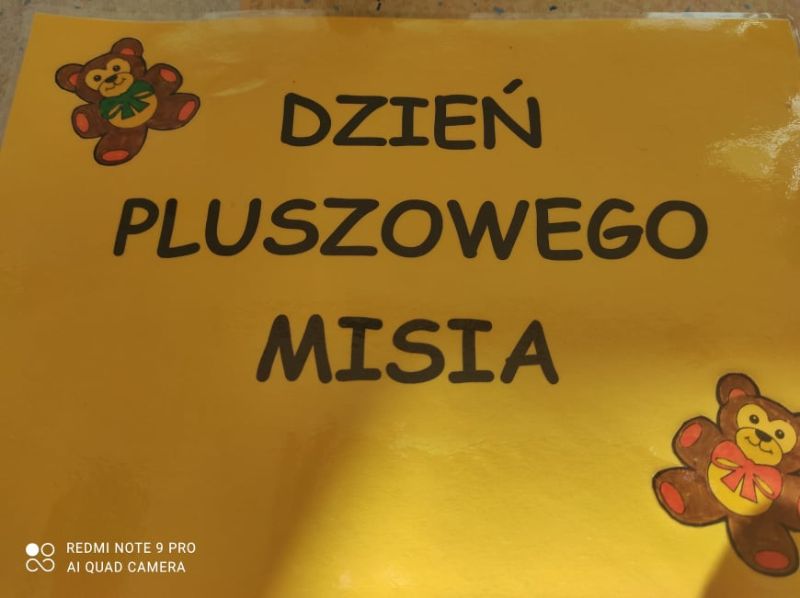 DZIEŃ
PLUSZOWEGO
MISIA
REDMI NOTE 9 PRO
AI QUAD CAMERA